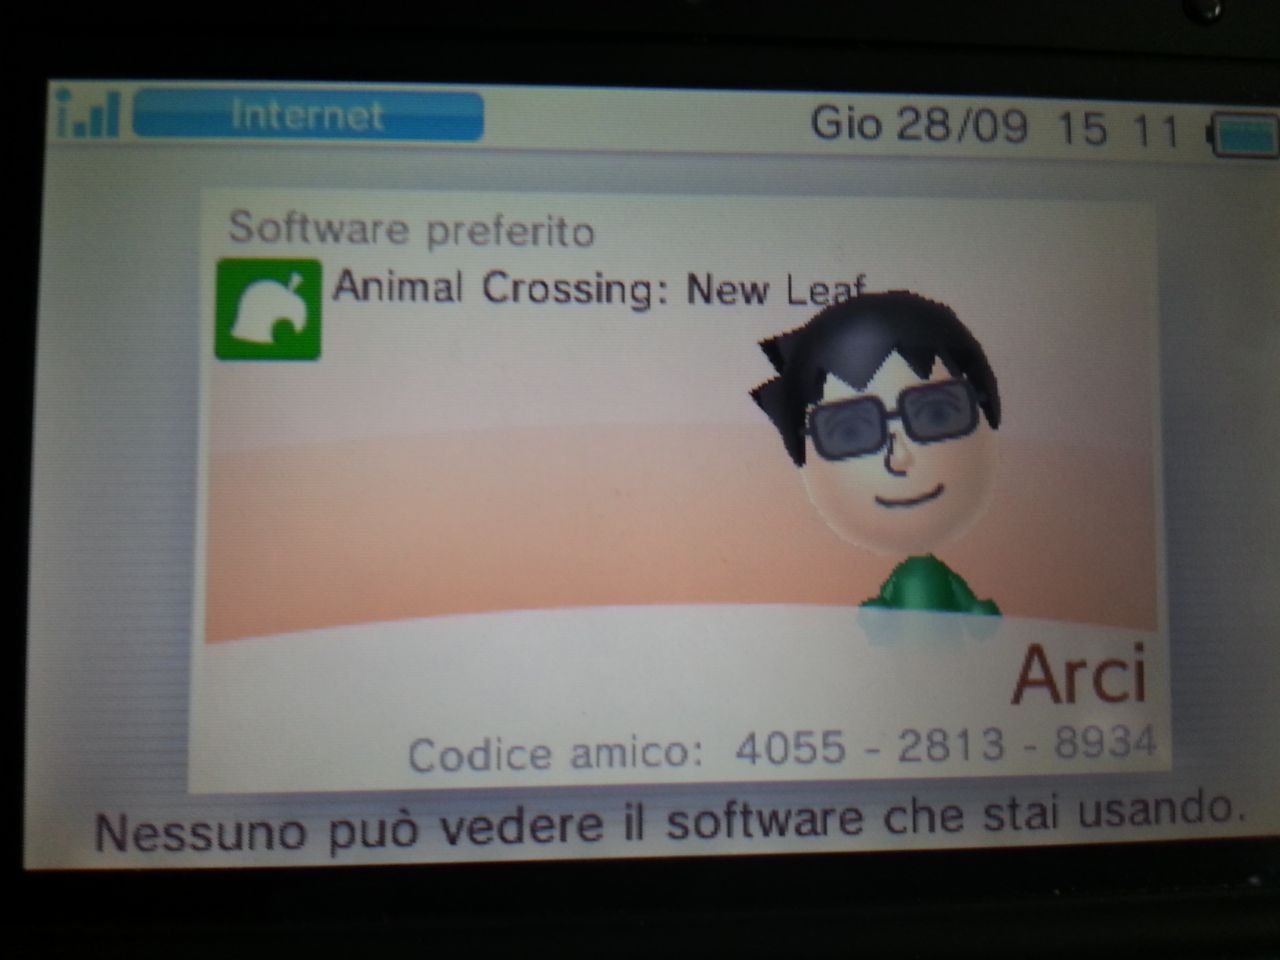 Internet
Gio 28/09 15 11
Software preferito
Animal Crossing: New Leaf
Arci
Codice amico: 4055 - 2813 - 8934
Nessuno può vedere il software che stai usando.